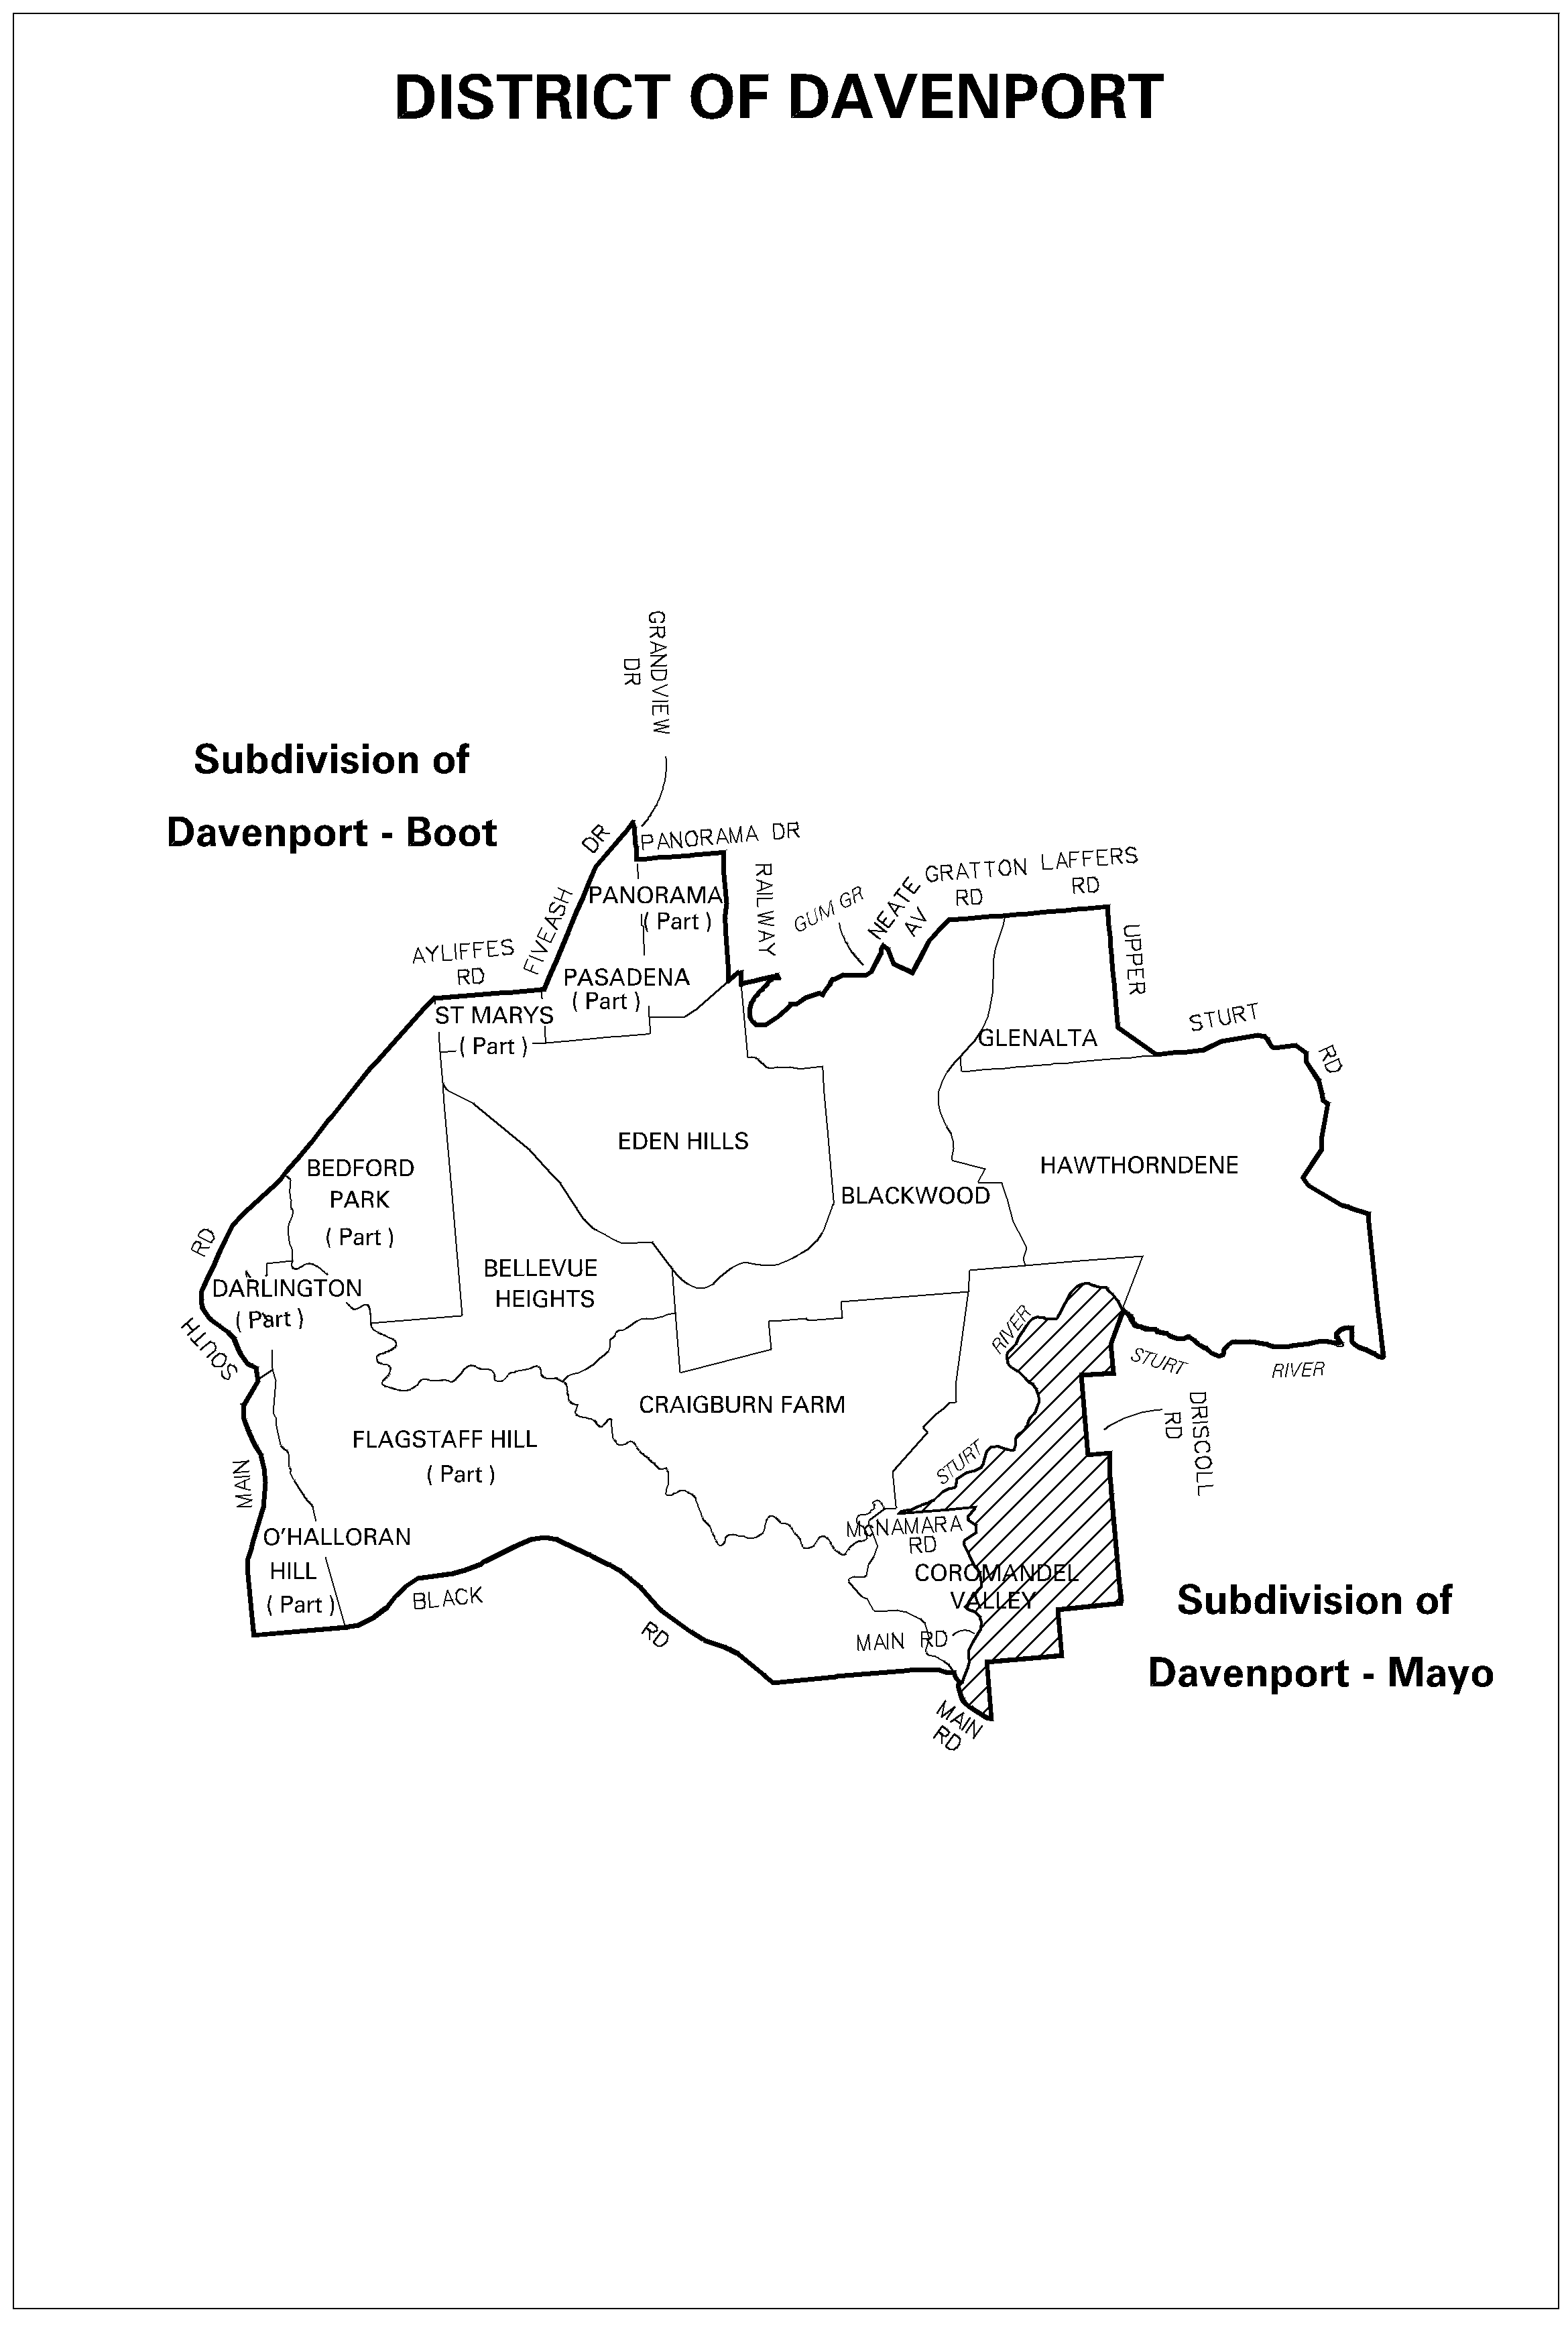 DISTRICT OF DAVENPORT
GRANDVIEW
DR
Subdivision of
Davenport - Boot
DR
PANORAMA DR
FIVEASH
RAILWAY
GUM GR
NEATE
AV
GRATTON
RD
LAFFERS
RD
UPPER
PANORAMA
( Part )
AYLIFFES
RD
PASADENA
( Part )
ST MARYS
( Part )
GLENALTA
STURT
RD
EDEN HILLS
BEDFORD
PARK
( Part )
HAWTHORNDENE
BLACKWOOD
RD
BELLEVUE
HEIGHTS
DARLINGTON
( Part )
SOUTH
RIVER
STURT
RIVER
CRAIGBURN FARM
DRISCOLL
RD
FLAGSTAFF HILL
( Part )
STURT
MAIN
McNAMARA
RD
O'HALLORAN
HILL
( Part )
COROMANDEL
VALLEY
BLACK
RD
MAIN RD
Subdivision of
Davenport - Mayo
MAIN
RD